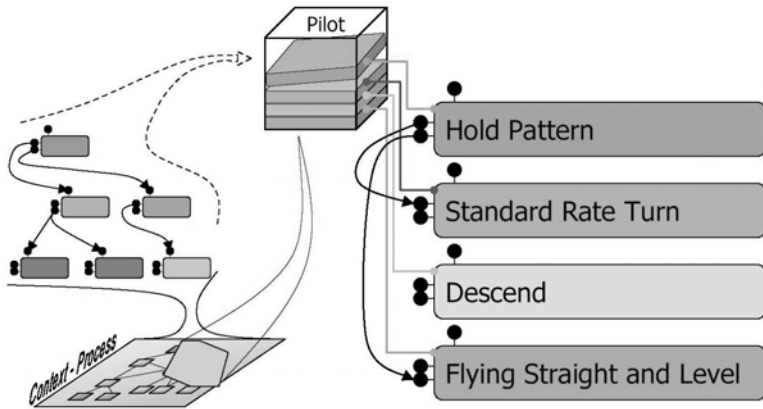 Pilot
Hold Pattern
Standard Rate Turn
Descend
Flying Straight and Level
Context - Process